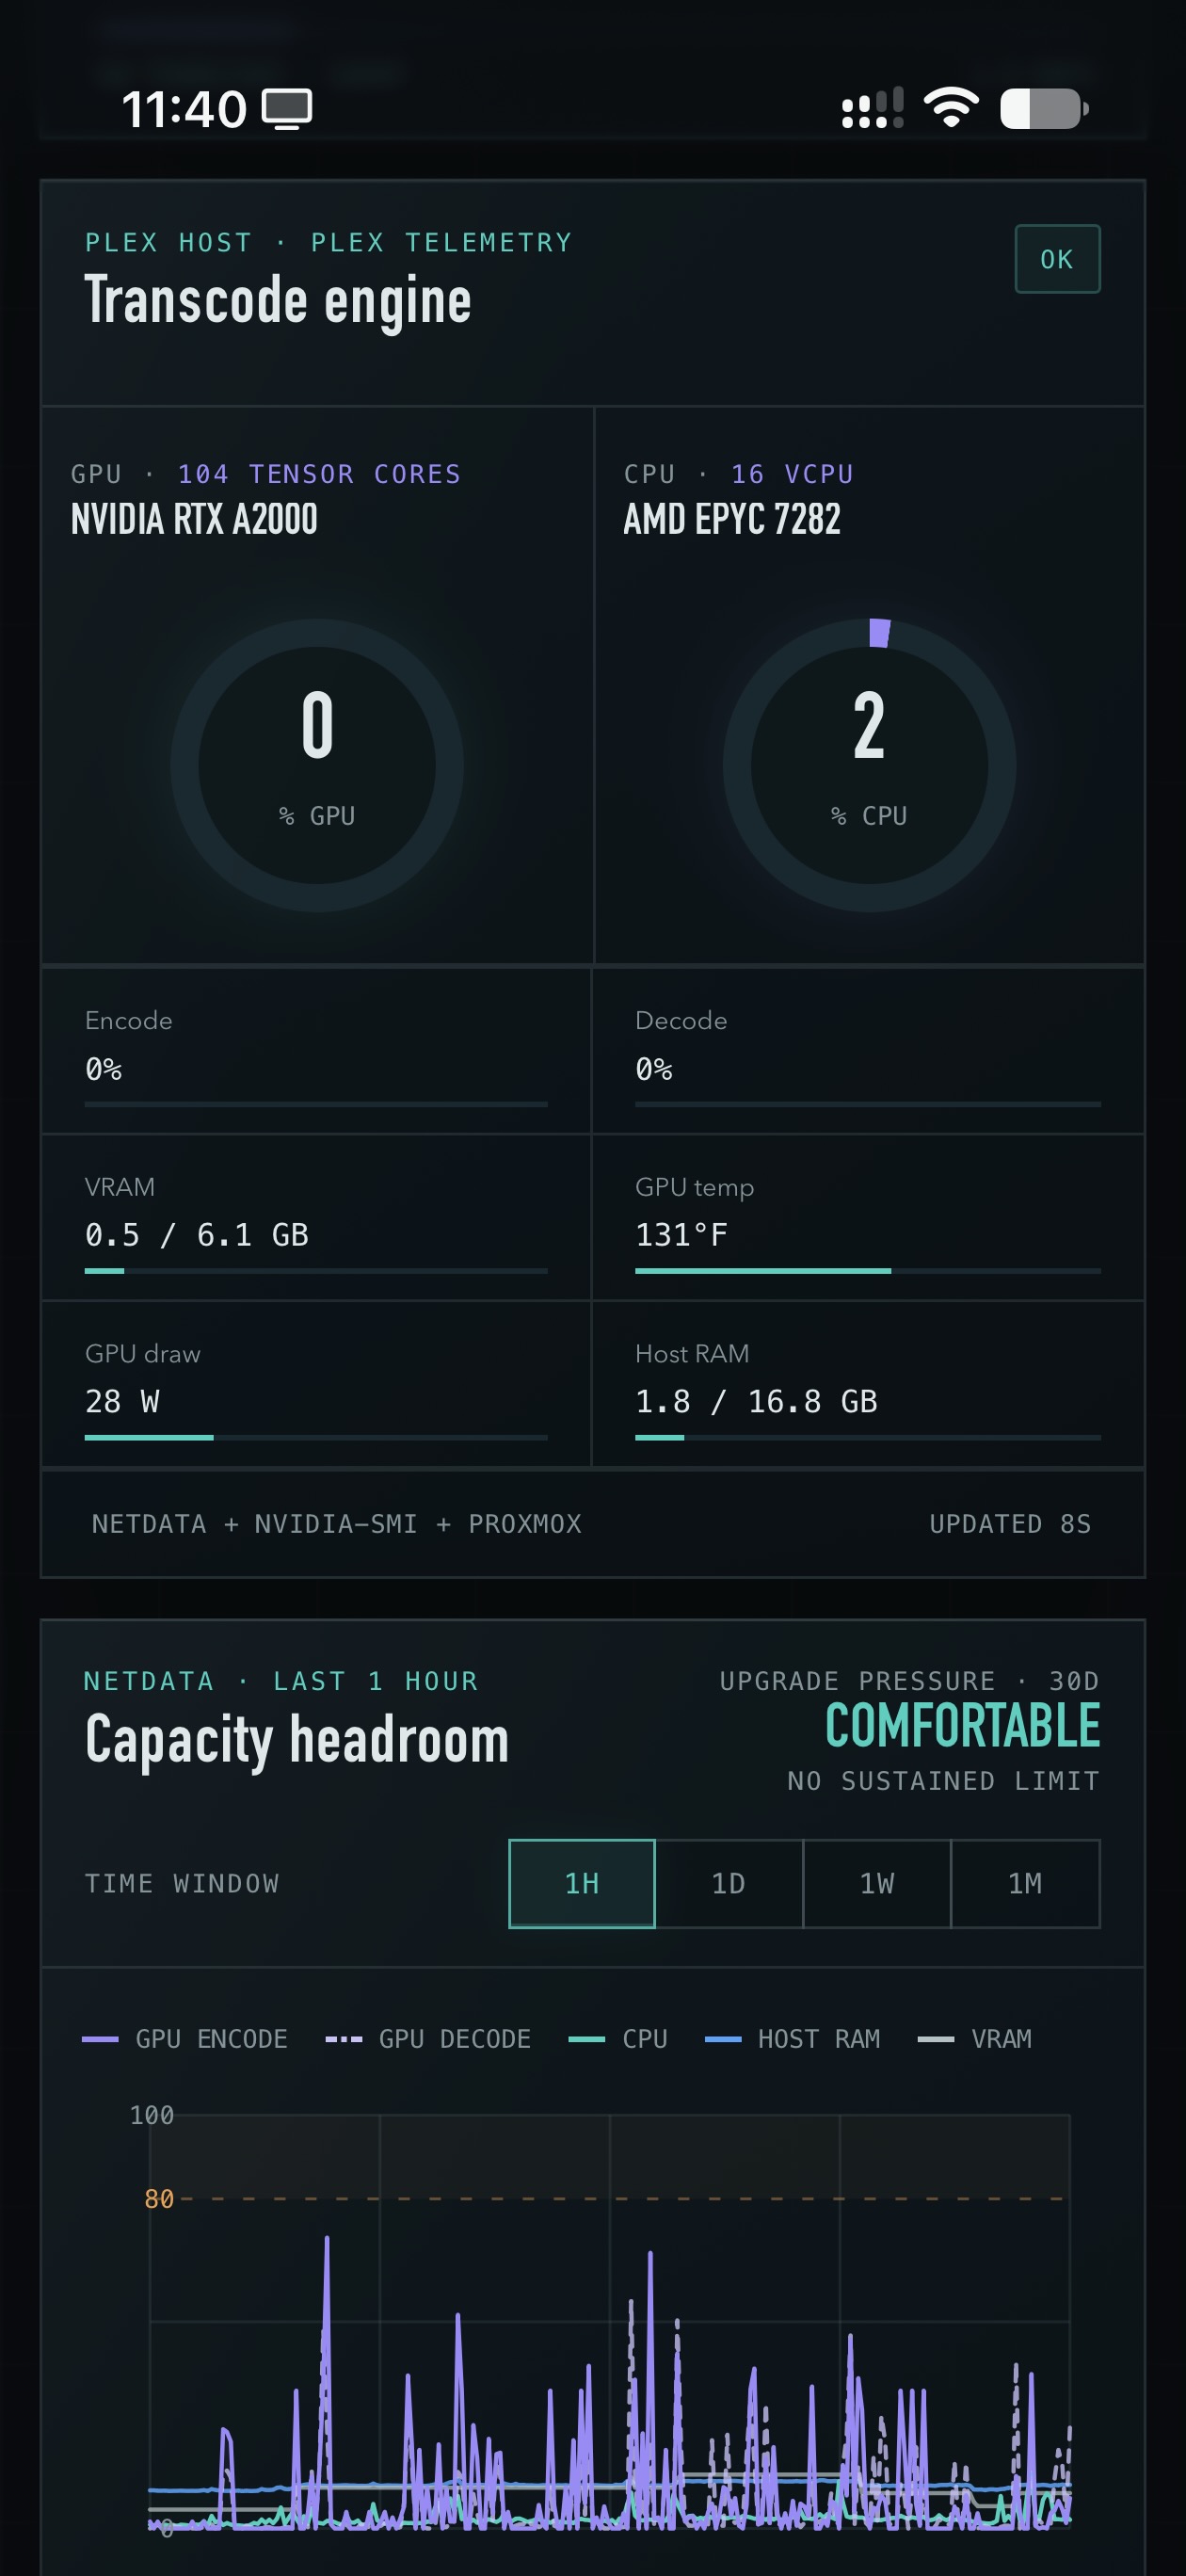 11:40
PLEX HOST · PLEX TELEMETRY
Transcode engine
OK
GPU · 104 TENSOR CORES
NVIDIA RTX A2000
0
% GPU
CPU · 16 VCPU
AMD EPYC 7282
2
% CPU
Encode
0%
Decode
0%
VRAM
0.5 / 6.1 GB
GPU temp
131°F
GPU draw
28 W
Host RAM
1.8 / 16.8 GB
NETDATA + NVIDIA–SMI + PROXMOX
UPDATED 8S
NETDATA · LAST 1 HOUR
Capacity headroom
UPGRADE PRESSURE · 30D
COMFORTABLE
NO SUSTAINED LIMIT
TIME WINDOW
1H
1D
1W
1M
GPU ENCODE
GPU DECODE
CPU
HOST RAM
VRAM
100
80
0